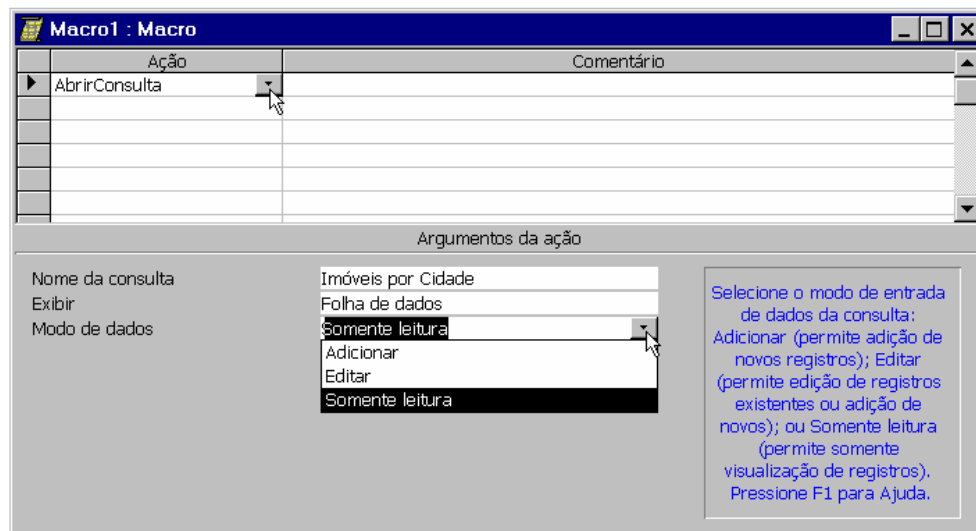 Macro1 : Macro
Ação Comentário
AbrirConsulta
Argumentos da ação
Nome da consulta Imóveis por Cidade
Exibir Folha de dados
Modo de dados Somente leitura
Adicionar
Editar
Somente leitura
Selecione o modo de entrada
de dados da consulta:
Adicionar (permite adição de
novos registros); Editar
(permite edição de registros
existentes ou adição de
novos); ou Somente leitura
(permite somente
visualização de registros).
Pressione F1 para Ajuda.